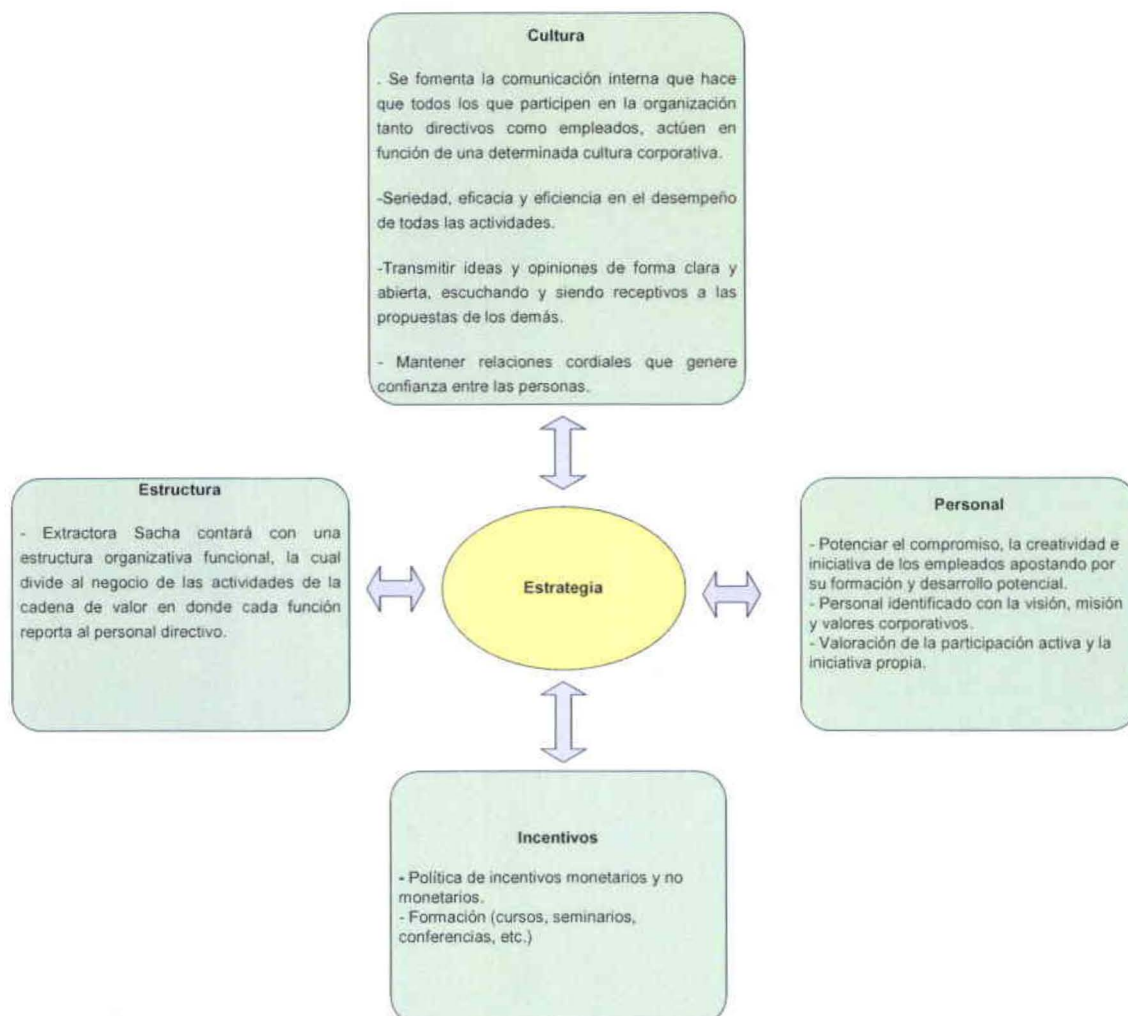 Cultura
. Se fomenta la comunicación interna que hace
que todos los que participen en la organización
tanto directivos como empleados, actúen en
función de una determinada cultura corporativa.
-Seriedad, eficacia y eficiencia en el desempeño
de todas las actividades.
-Transmitir ideas y opiniones de forma clara y
abierta, escuchando y siendo receptivos a las
propuestas de los demás.
- Mantener relaciones cordiales que genere
confianza entre las personas.
Estructura
- Extractora Sacha contará con una
estructura organizativa funcional, la cual
divide al negocio de las actividades de la
cadena de valor en donde cada función
reporta al personal directivo.
Estrategia
Personal
- Potenciar el compromiso, la creatividad e
iniciativa de los empleados apostando por
su formación y desarrollo potencial.
- Personal identificado con la visión, misión
y valores corporativos.
- Valoración de la participación activa y la
iniciativa propia.
Incentivos
- Política de incentivos monetarios y no
monetarios.
- Formación (cursos, seminarios,
conferencias, etc.)